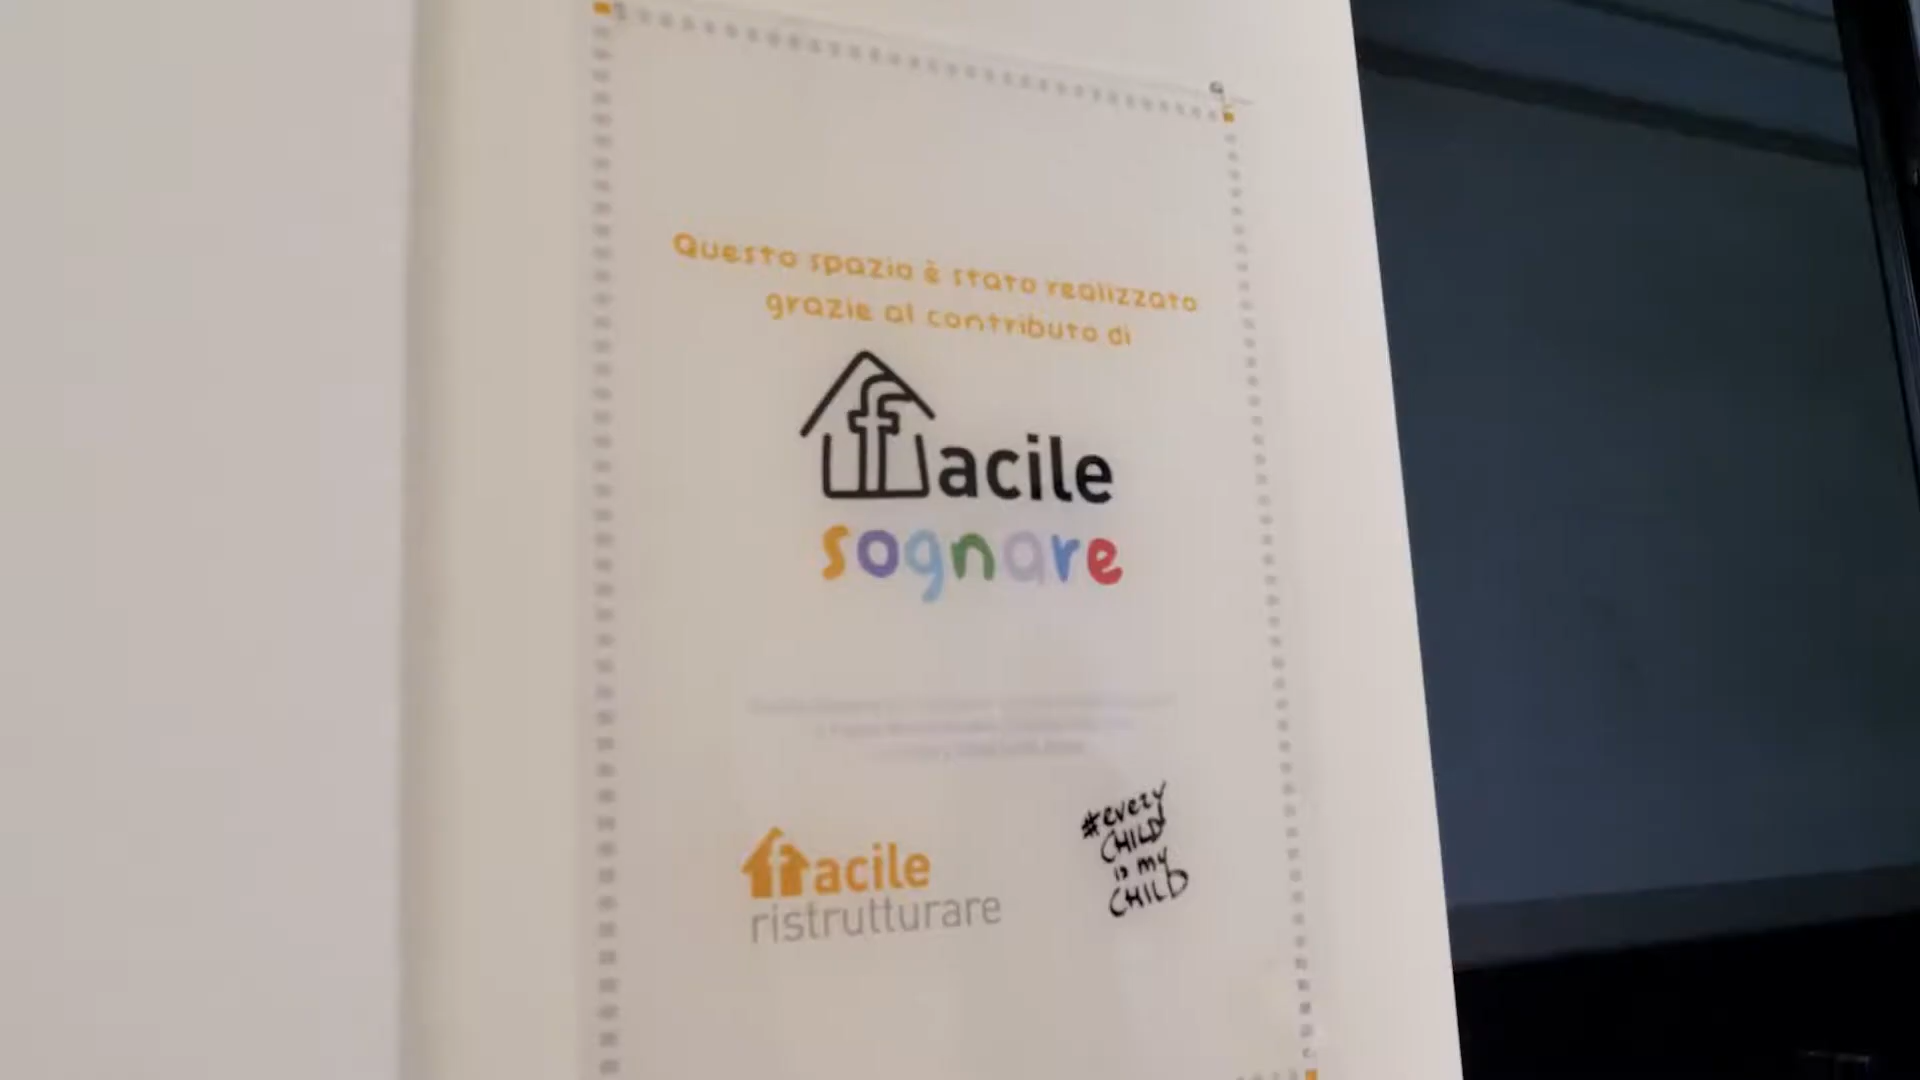 Questo spazio è stato realizzato
grazie al contributo di
facile
sognare
facile
ristrutturare
#every
CHILD
is my
CHILD